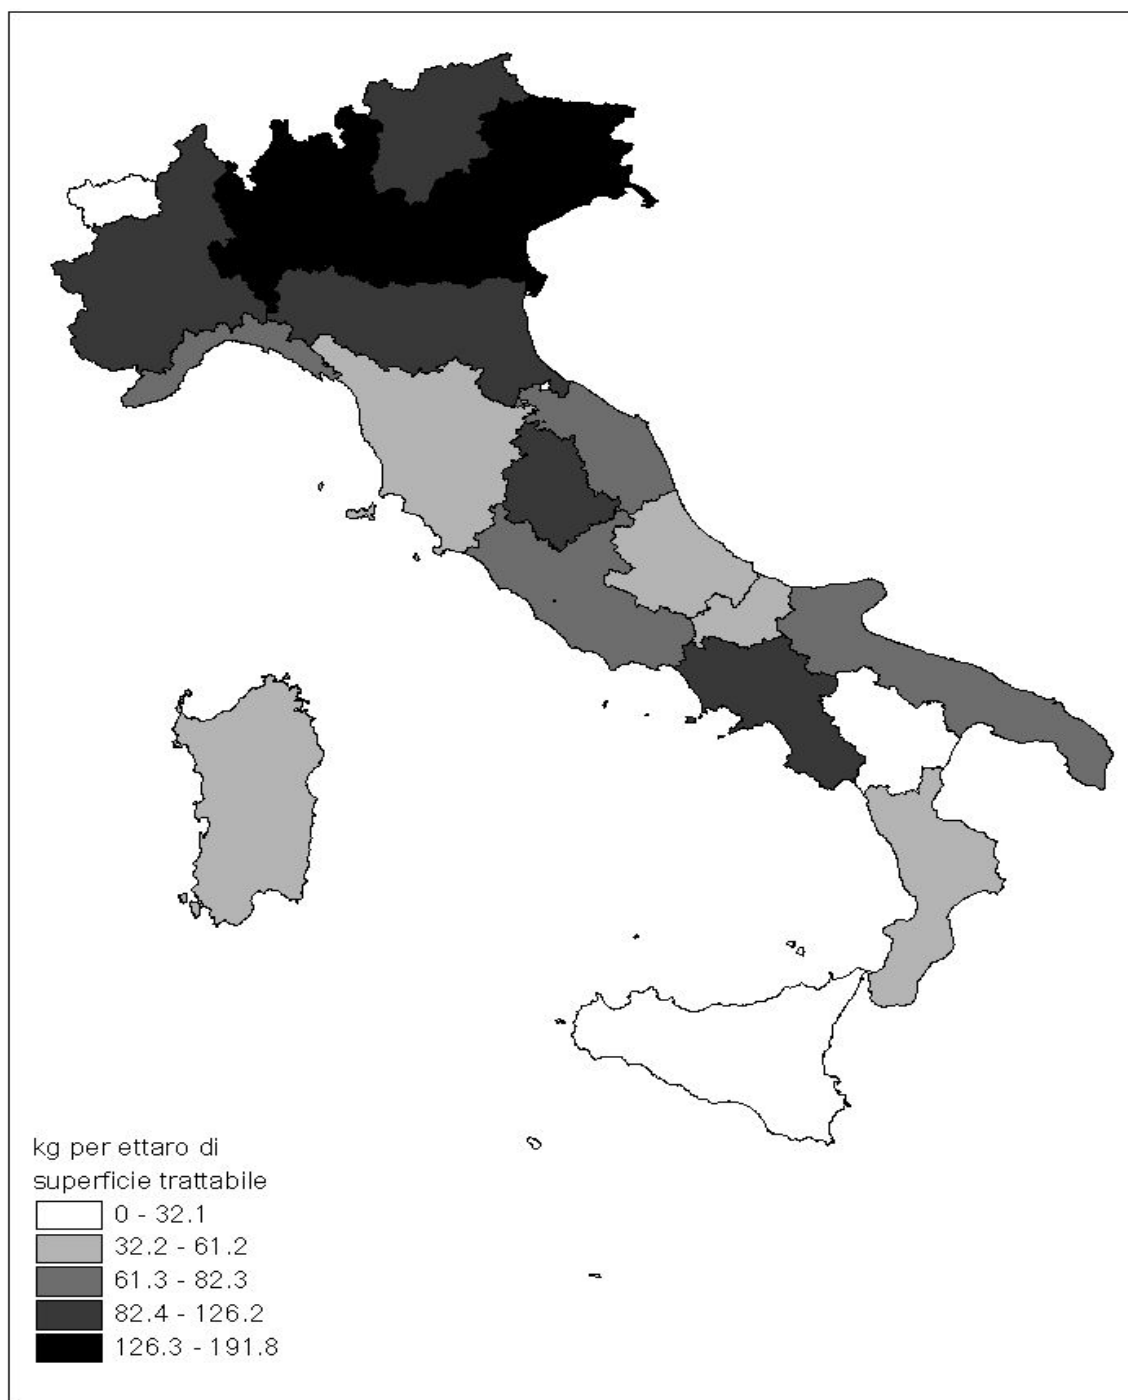 kg per ettaro di
superficie trattabile
0 - 32.1
32.2 - 61.2
61.3 - 82.3
82.4 - 126.2
126.3 - 191.8